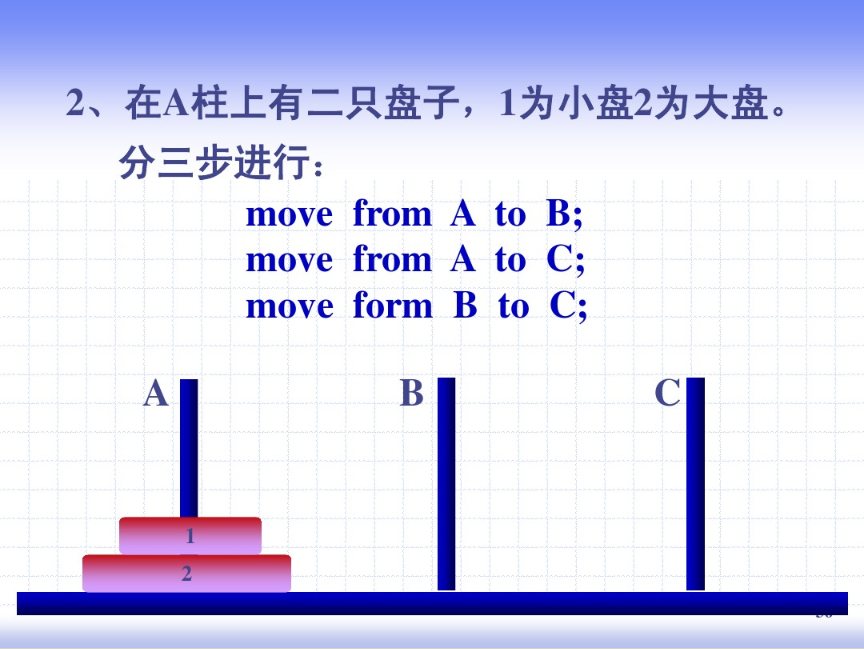 2、在A柱上有二只盘子，1为小盘2为大盘。
分三步进行：
move from A to B;
move from A to C;
move form B to C;
A B C
1
2